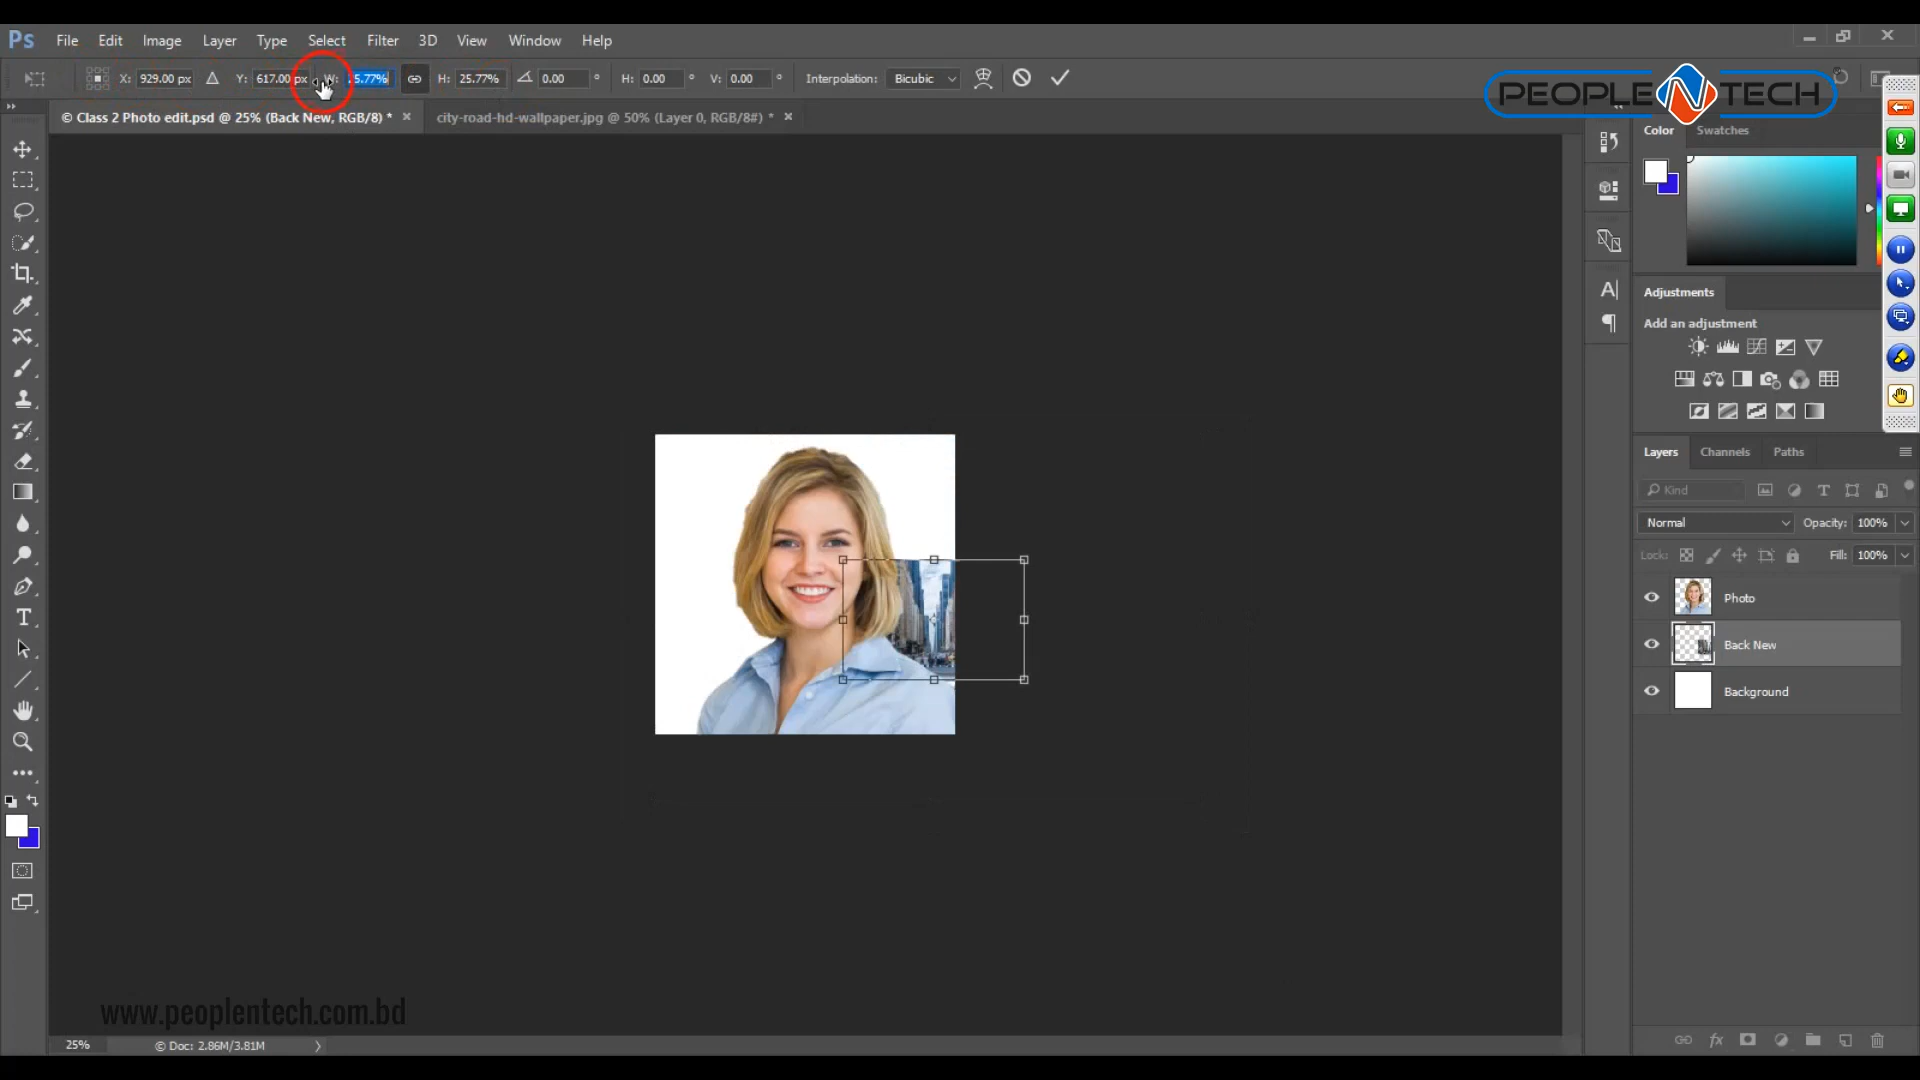 Ps File Edit Image Layer Type Select Filter 3D View Window Help
X: 929.00 px Y: 617.00 px W: 25.77% H: 25.77% 0.00 ° H: 0.00 ° V: 0.00 ° Interpolation: Bicubic
PEOPLE N TECH
© Class 2 Photo edit.psd @ 25% (Back New, RGB/8) * ×
city-road-hd-wallpaper.jpg @ 50% (Layer 0, RGB/8#) * ×
Color Swatches
Adjustments
Add an adjustment
Layers Channels Paths
Kind
Normal Opacity: 100%
Lock: Fill: 100%
Photo
Back New
Background
www.peoplentech.com.bd
25% © Doc: 2.86M/3.81M